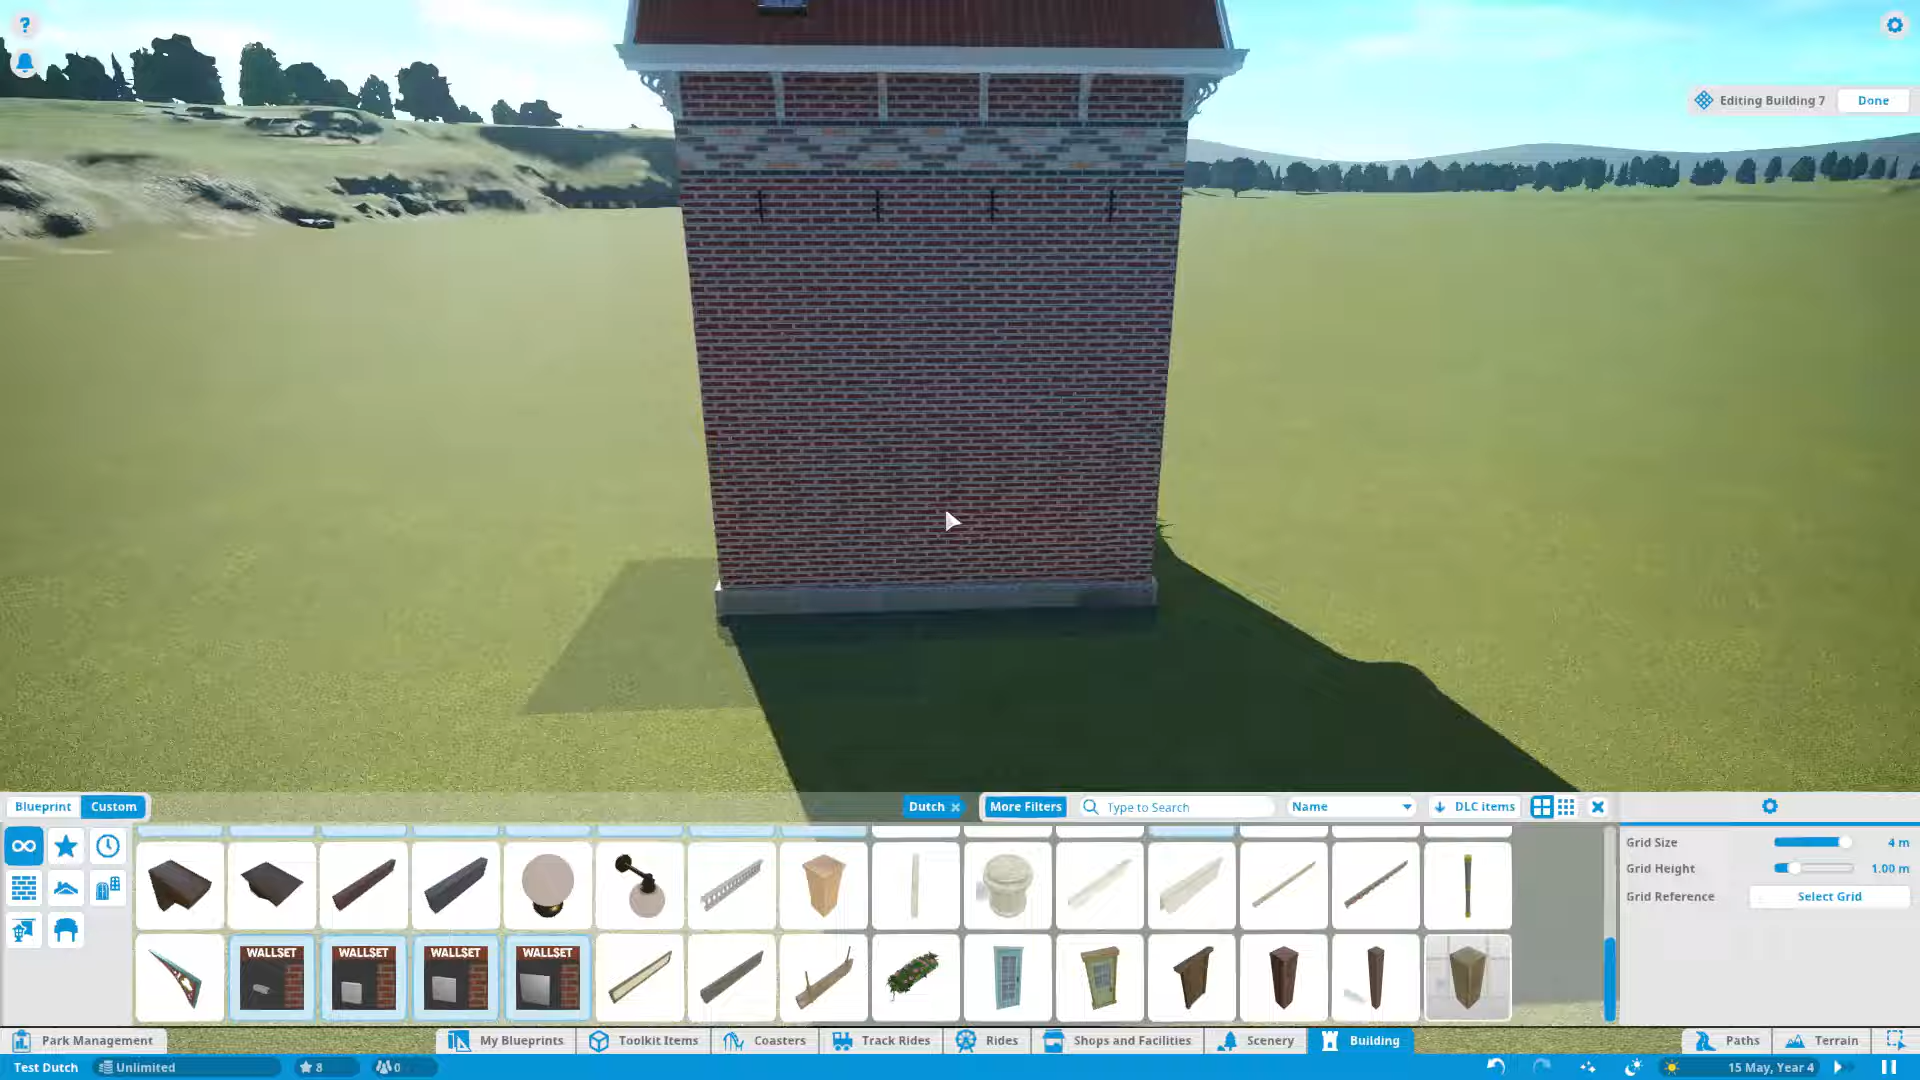 ?
Editing Building 7 Done
Blueprint Custom Dutch × More Filters Type to Search Name DLC items
Grid Size 4 m
Grid Height 1.00 m
Grid Reference Select Grid
WALLSET WALLSET WALLSET WALLSET
Park Management My Blueprints Toolkit Items Coasters Track Rides Rides Shops and Facilities Scenery Building Paths Terrain
Test Dutch Unlimited 8 0 15 May, Year 4